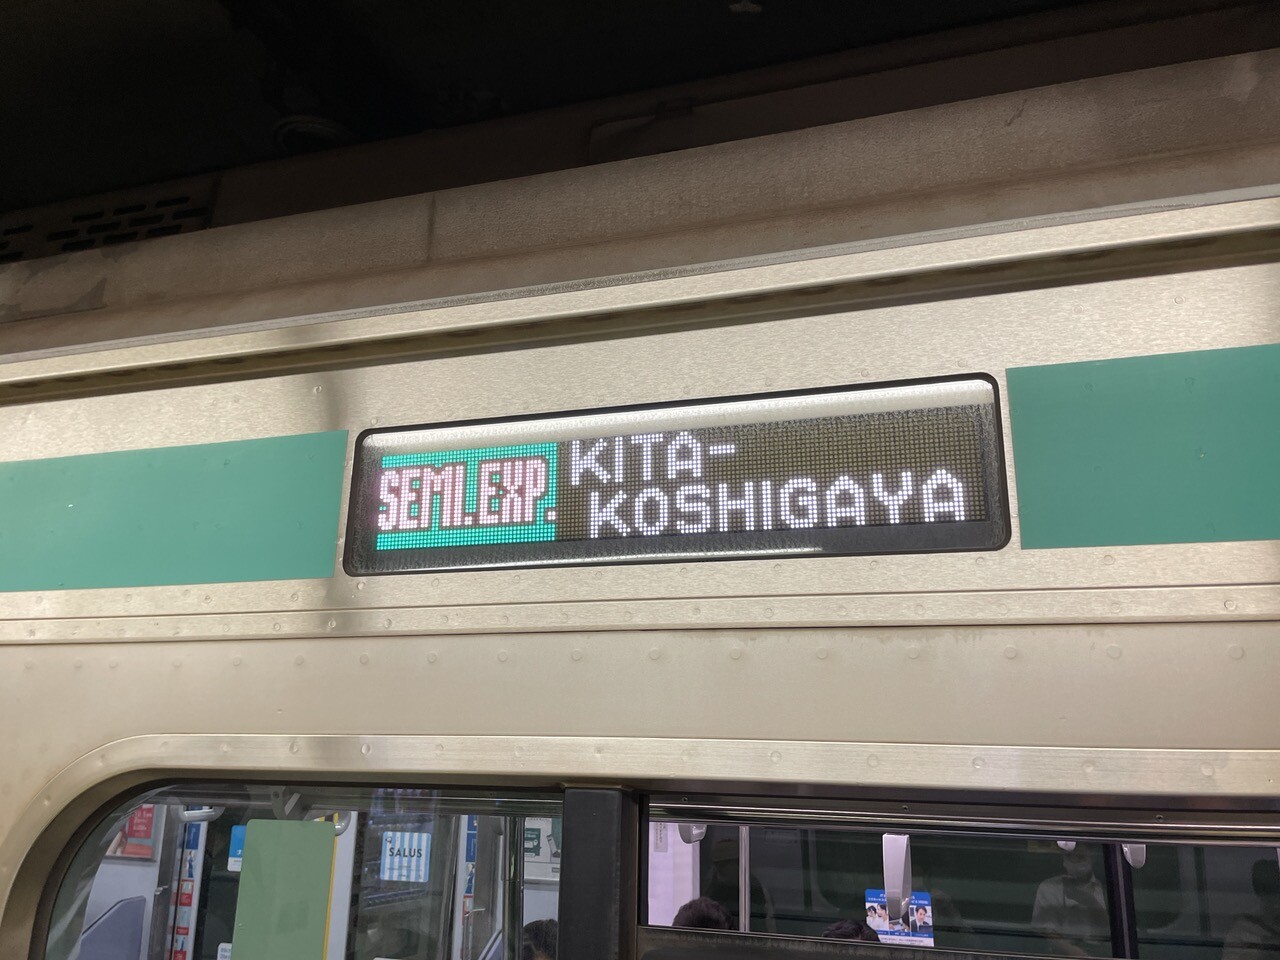 SEMI.EXP.
KITA-
KOSHIGAYA
SALUS